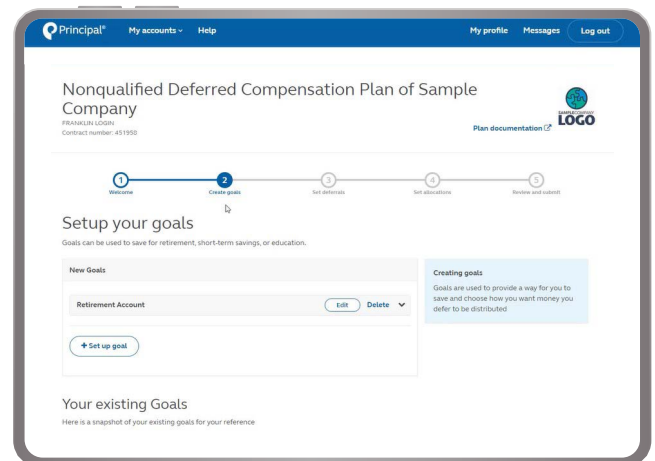 Principal® My accounts Help My profile Messages Log out
Nonqualified Deferred Compensation Plan of Sample
Company
FRANKLIN LOGIN
Contract number: 451950
Plan documentation
SAMPLE COMPANY
LOGO
1 2 3 4 5
Welcome Create goals Set deferrals Set allocations Review and submit
Setup your goals
Goals can be used to save for retirement, short-term savings, or education.
New Goals
Retirement Account Edit Delete
+ Set up goal
Creating goals
Goals are used to provide a way for you to
save and choose how you want money you
defer to be distributed
Your existing Goals
Here is a snapshot of your existing goals for your reference